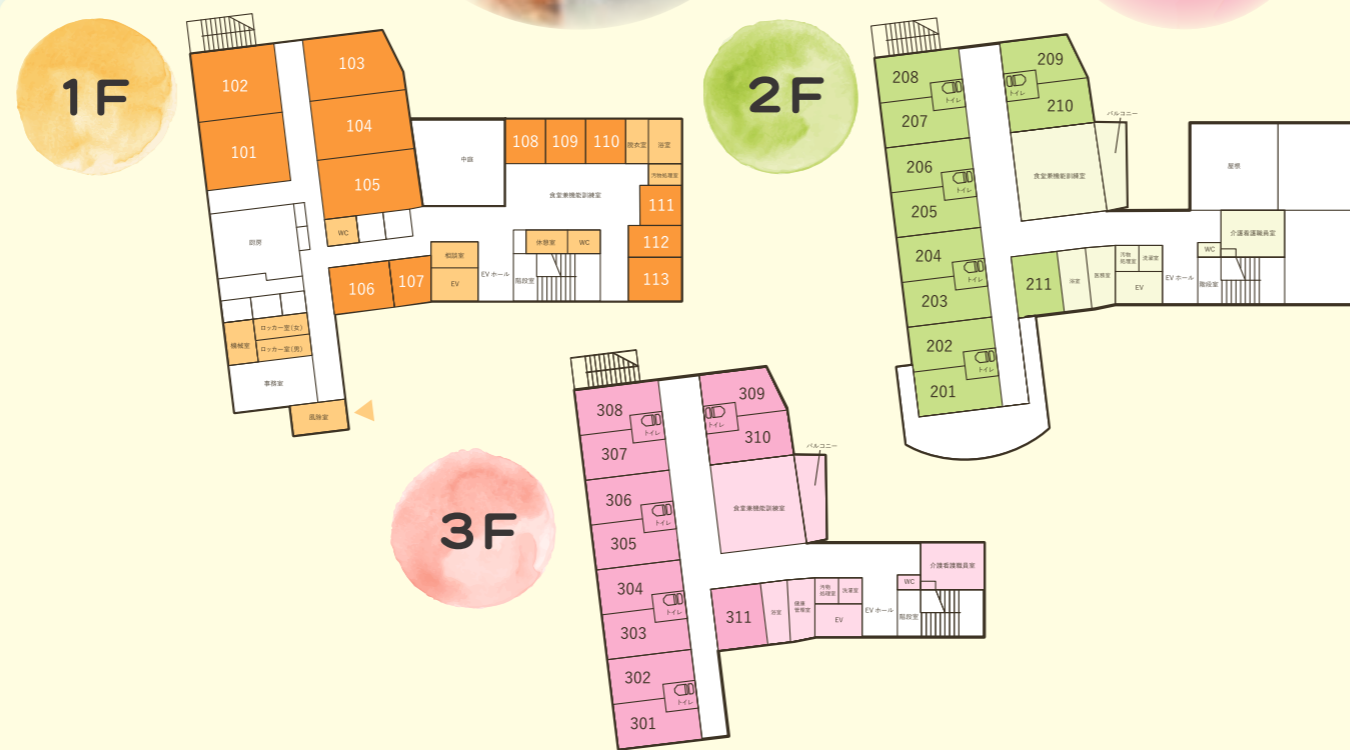 1F
102
103
101
104
105
108
109
110
脱衣室
浴室
汚物処理室
中庭
食堂兼機能訓練室
111
112
113
WC
厨房
相談室
EV
EV ホール
休憩室
WC
階段室
106
107
機械室
ロッカー室(女)
ロッカー室(男)
事務室
風除室
2F
208
トイレ
207
206
トイレ
205
204
トイレ
203
202
トイレ
201
209
トイレ
210
バルコニー
食堂兼機能訓練室
211
浴室
汚物
処理室
洗濯室
EV
EV ホール
WC
階段室
介護看護職員室
屋根
3F
308
トイレ
307
306
トイレ
305
304
トイレ
303
302
トイレ
301
309
トイレ
310
バルコニー
食堂兼機能訓練室
311
浴室
健康
管理室
汚物
処理室
洗濯室
EV
EV ホール
WC
階段室
介護看護職員室